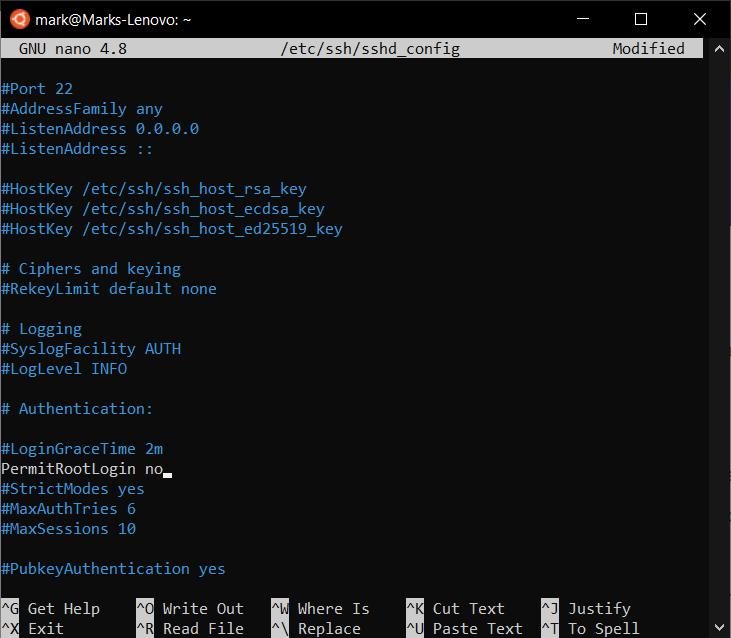 mark@Marks-Lenovo: ~
GNU nano 4.8 /etc/ssh/sshd_config Modified
#Port 22
#AddressFamily any
#ListenAddress 0.0.0.0
#ListenAddress ::
#HostKey /etc/ssh/ssh_host_rsa_key
#HostKey /etc/ssh/ssh_host_ecdsa_key
#HostKey /etc/ssh/ssh_host_ed25519_key
# Ciphers and keying
#RekeyLimit default none
# Logging
#SyslogFacility AUTH
#LogLevel INFO
# Authentication:
#LoginGraceTime 2m
PermitRootLogin no
#StrictModes yes
#MaxAuthTries 6
#MaxSessions 10
#PubkeyAuthentication yes
^G Get Help ^O Write Out ^W Where Is ^K Cut Text ^J Justify
^X Exit ^R Read File ^\ Replace ^U Paste Text ^T To Spell